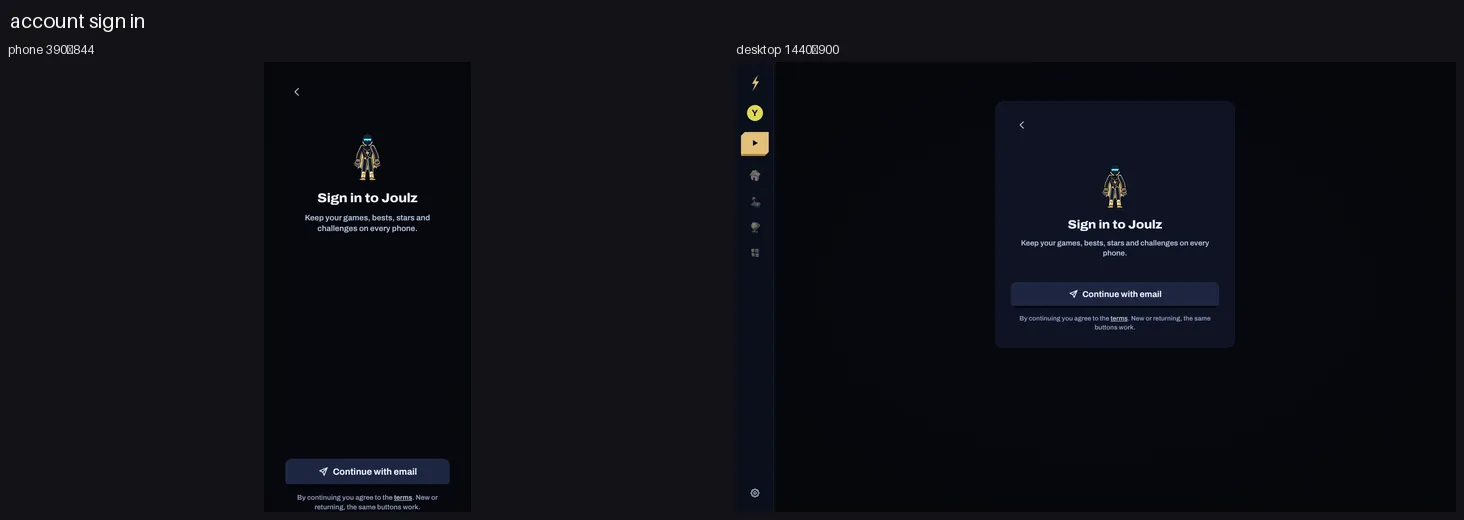 account sign in
phone 390▯844
Sign in to Joulz
Keep your games, bests, stars and
challenges on every phone.
Continue with email
By continuing you agree to the terms. New or
returning, the same buttons work.
desktop 1440▯900
Y
Sign in to Joulz
Keep your games, bests, stars and challenges on every
phone.
Continue with email
By continuing you agree to the terms. New or returning, the same
buttons work.